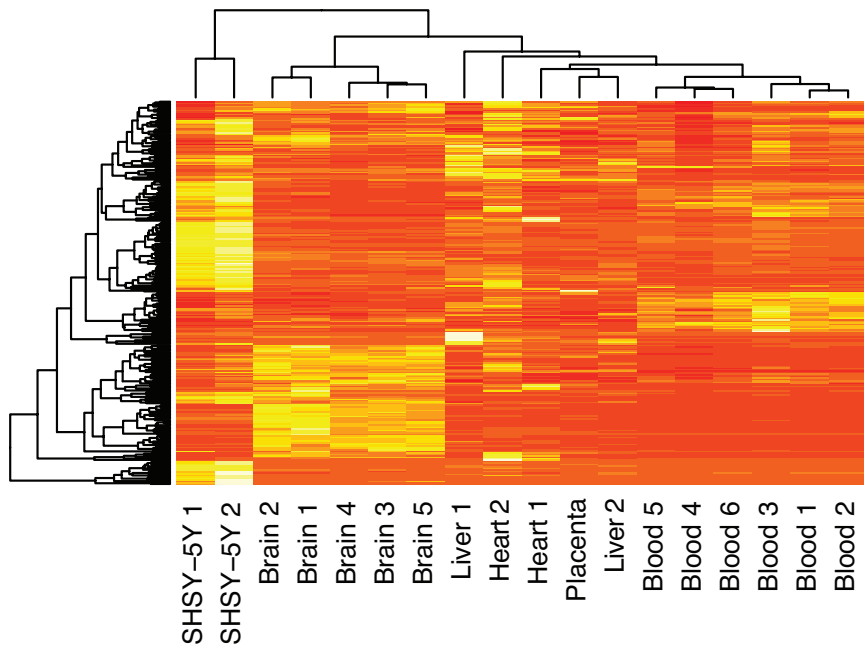 SHSY−5Y 1
SHSY−5Y 2
Brain 2
Brain 1
Brain 4
Brain 3
Brain 5
Liver 1
Heart 2
Heart 1
Placenta
Liver 2
Blood 5
Blood 4
Blood 6
Blood 3
Blood 1
Blood 2